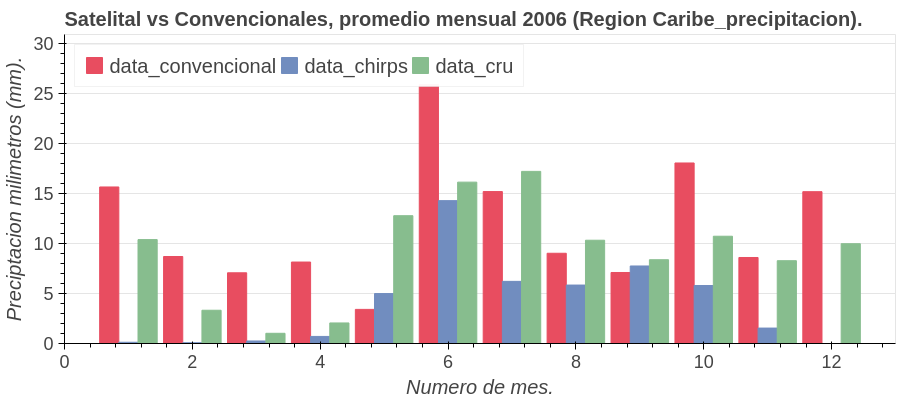 Satelital vs Convencionales, promedio mensual 2006 (Region Caribe_precipitacion).
data_convencional data_chirps data_cru
Preciptacion milimetros (mm).
30
25
20
15
10
5
0
0 2 4 6 8 10 12
Numero de mes.